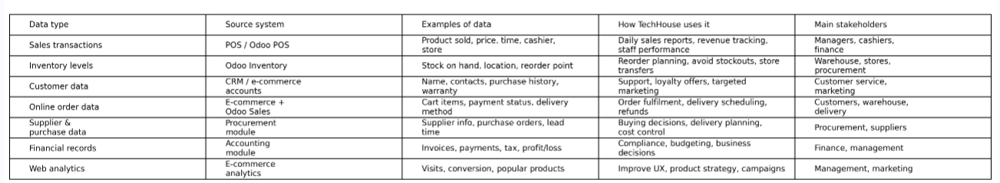 Data type Source system Examples of data How TechHouse uses it Main stakeholders
Sales transactions POS / Odoo POS Product sold, price, time, cashier, store Daily sales reports, revenue tracking, staff performance Managers, cashiers, finance
Inventory levels Odoo Inventory Stock on hand, location, reorder point Reorder planning, avoid stockouts, store transfers Warehouse, stores, procurement
Customer data CRM / e-commerce accounts Name, contacts, purchase history, warranty Support, loyalty offers, targeted marketing Customer service, marketing
Online order data E-commerce + Odoo Sales Cart items, payment status, delivery method Order fulfilment, delivery scheduling, refunds Customers, warehouse, delivery
Supplier & purchase data Procurement module Supplier info, purchase orders, lead time Buying decisions, delivery planning, cost control Procurement, suppliers
Financial records Accounting module Invoices, payments, tax, profit/loss Compliance, budgeting, business decisions Finance, management
Web analytics E-commerce analytics Visits, conversion, popular products Improve UX, product strategy, campaigns Management, marketing